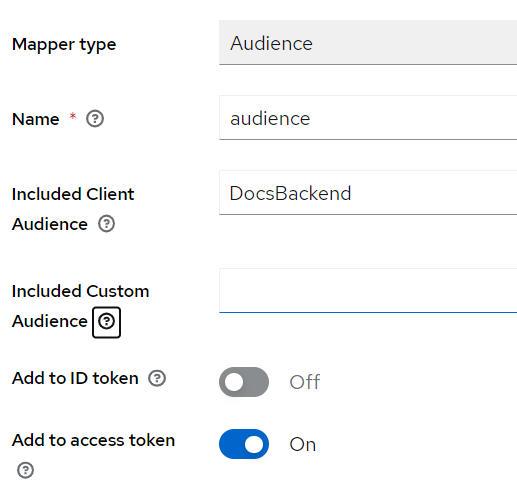 Mapper type
Audience
Name *
audience
Included Client
Audience
DocsBackend
Included Custom
Audience
Add to ID token
Off
Add to access token
On